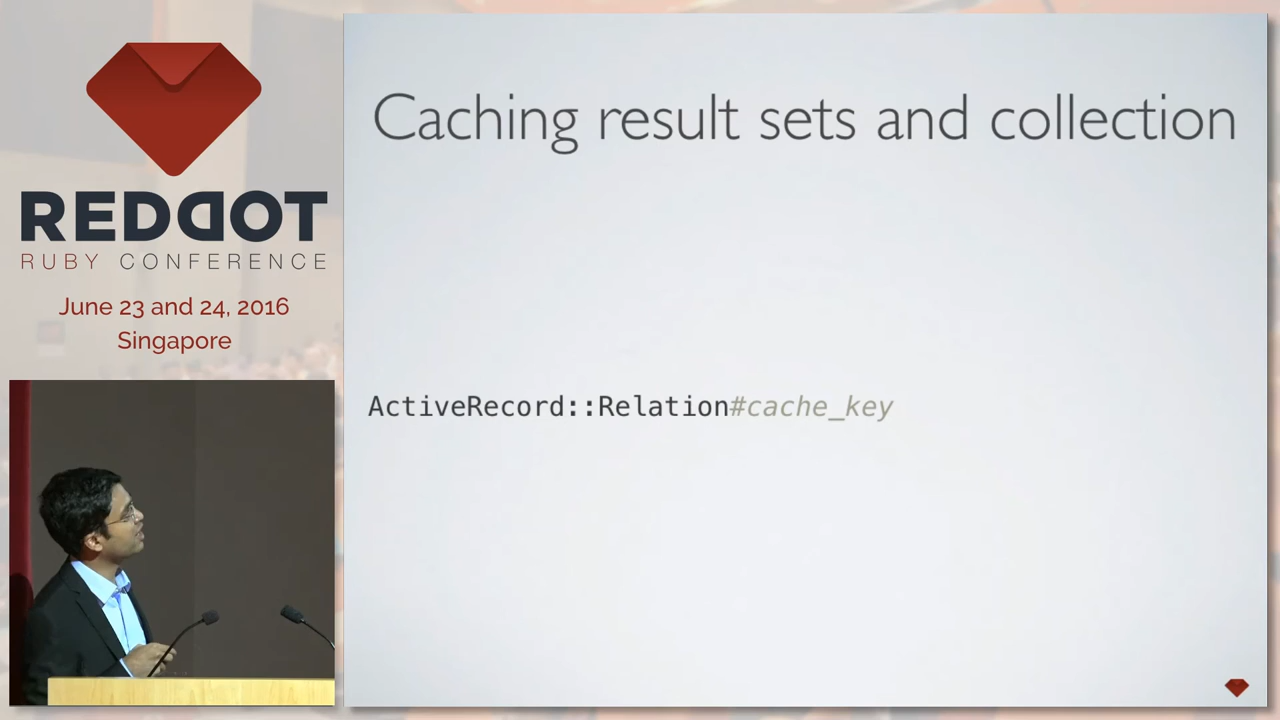 REDDOT
RUBY CONFERENCE
June 23 and 24, 2016
Singapore
Caching result sets and collection
ActiveRecord::Relation#cache_key